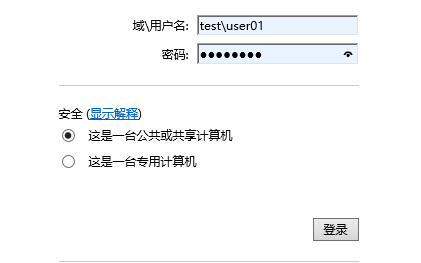 域\用户名: test\user01
密码: ●●●●●●●●
安全 (显示解释)
这是一台公共或共享计算机
这是一台专用计算机
登录